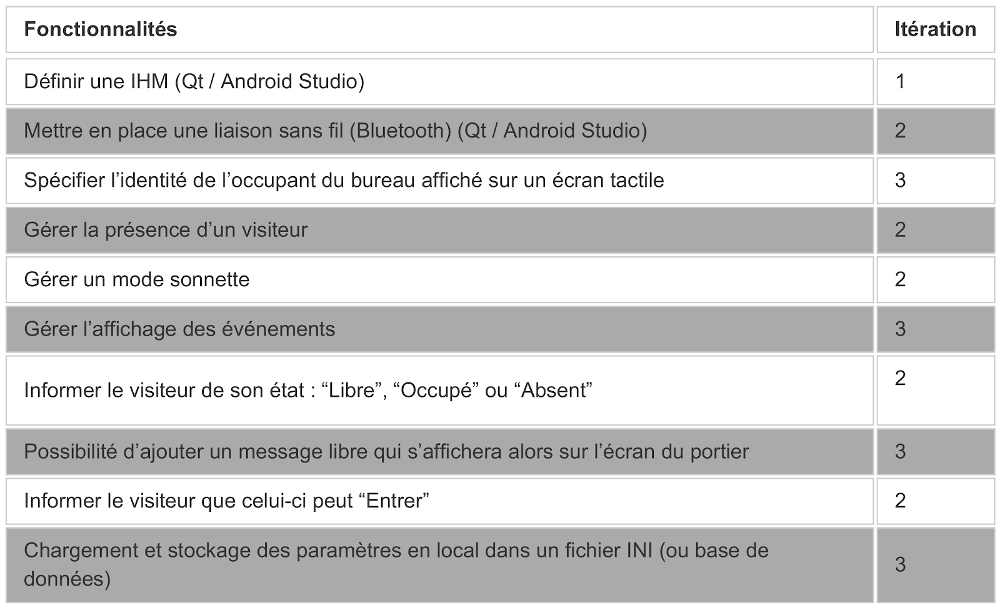 Fonctionnalités Itération
Définir une IHM (Qt / Android Studio) 1
Mettre en place une liaison sans fil (Bluetooth) (Qt / Android Studio) 2
Spécifier l’identité de l’occupant du bureau affiché sur un écran tactile 3
Gérer la présence d’un visiteur 2
Gérer un mode sonnette 2
Gérer l’affichage des événements 3
Informer le visiteur de son état : “Libre”, “Occupé” ou “Absent” 2
Possibilité d’ajouter un message libre qui s’affichera alors sur l’écran du portier 3
Informer le visiteur que celui-ci peut “Entrer” 2
Chargement et stockage des paramètres en local dans un fichier INI (ou base de
données) 3